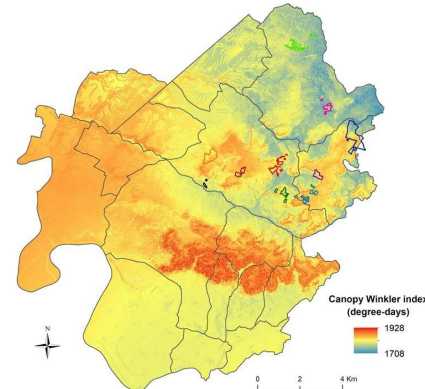 Canopy Winkler index
(degree-days)
1928
1708
N
0 2 4 Km